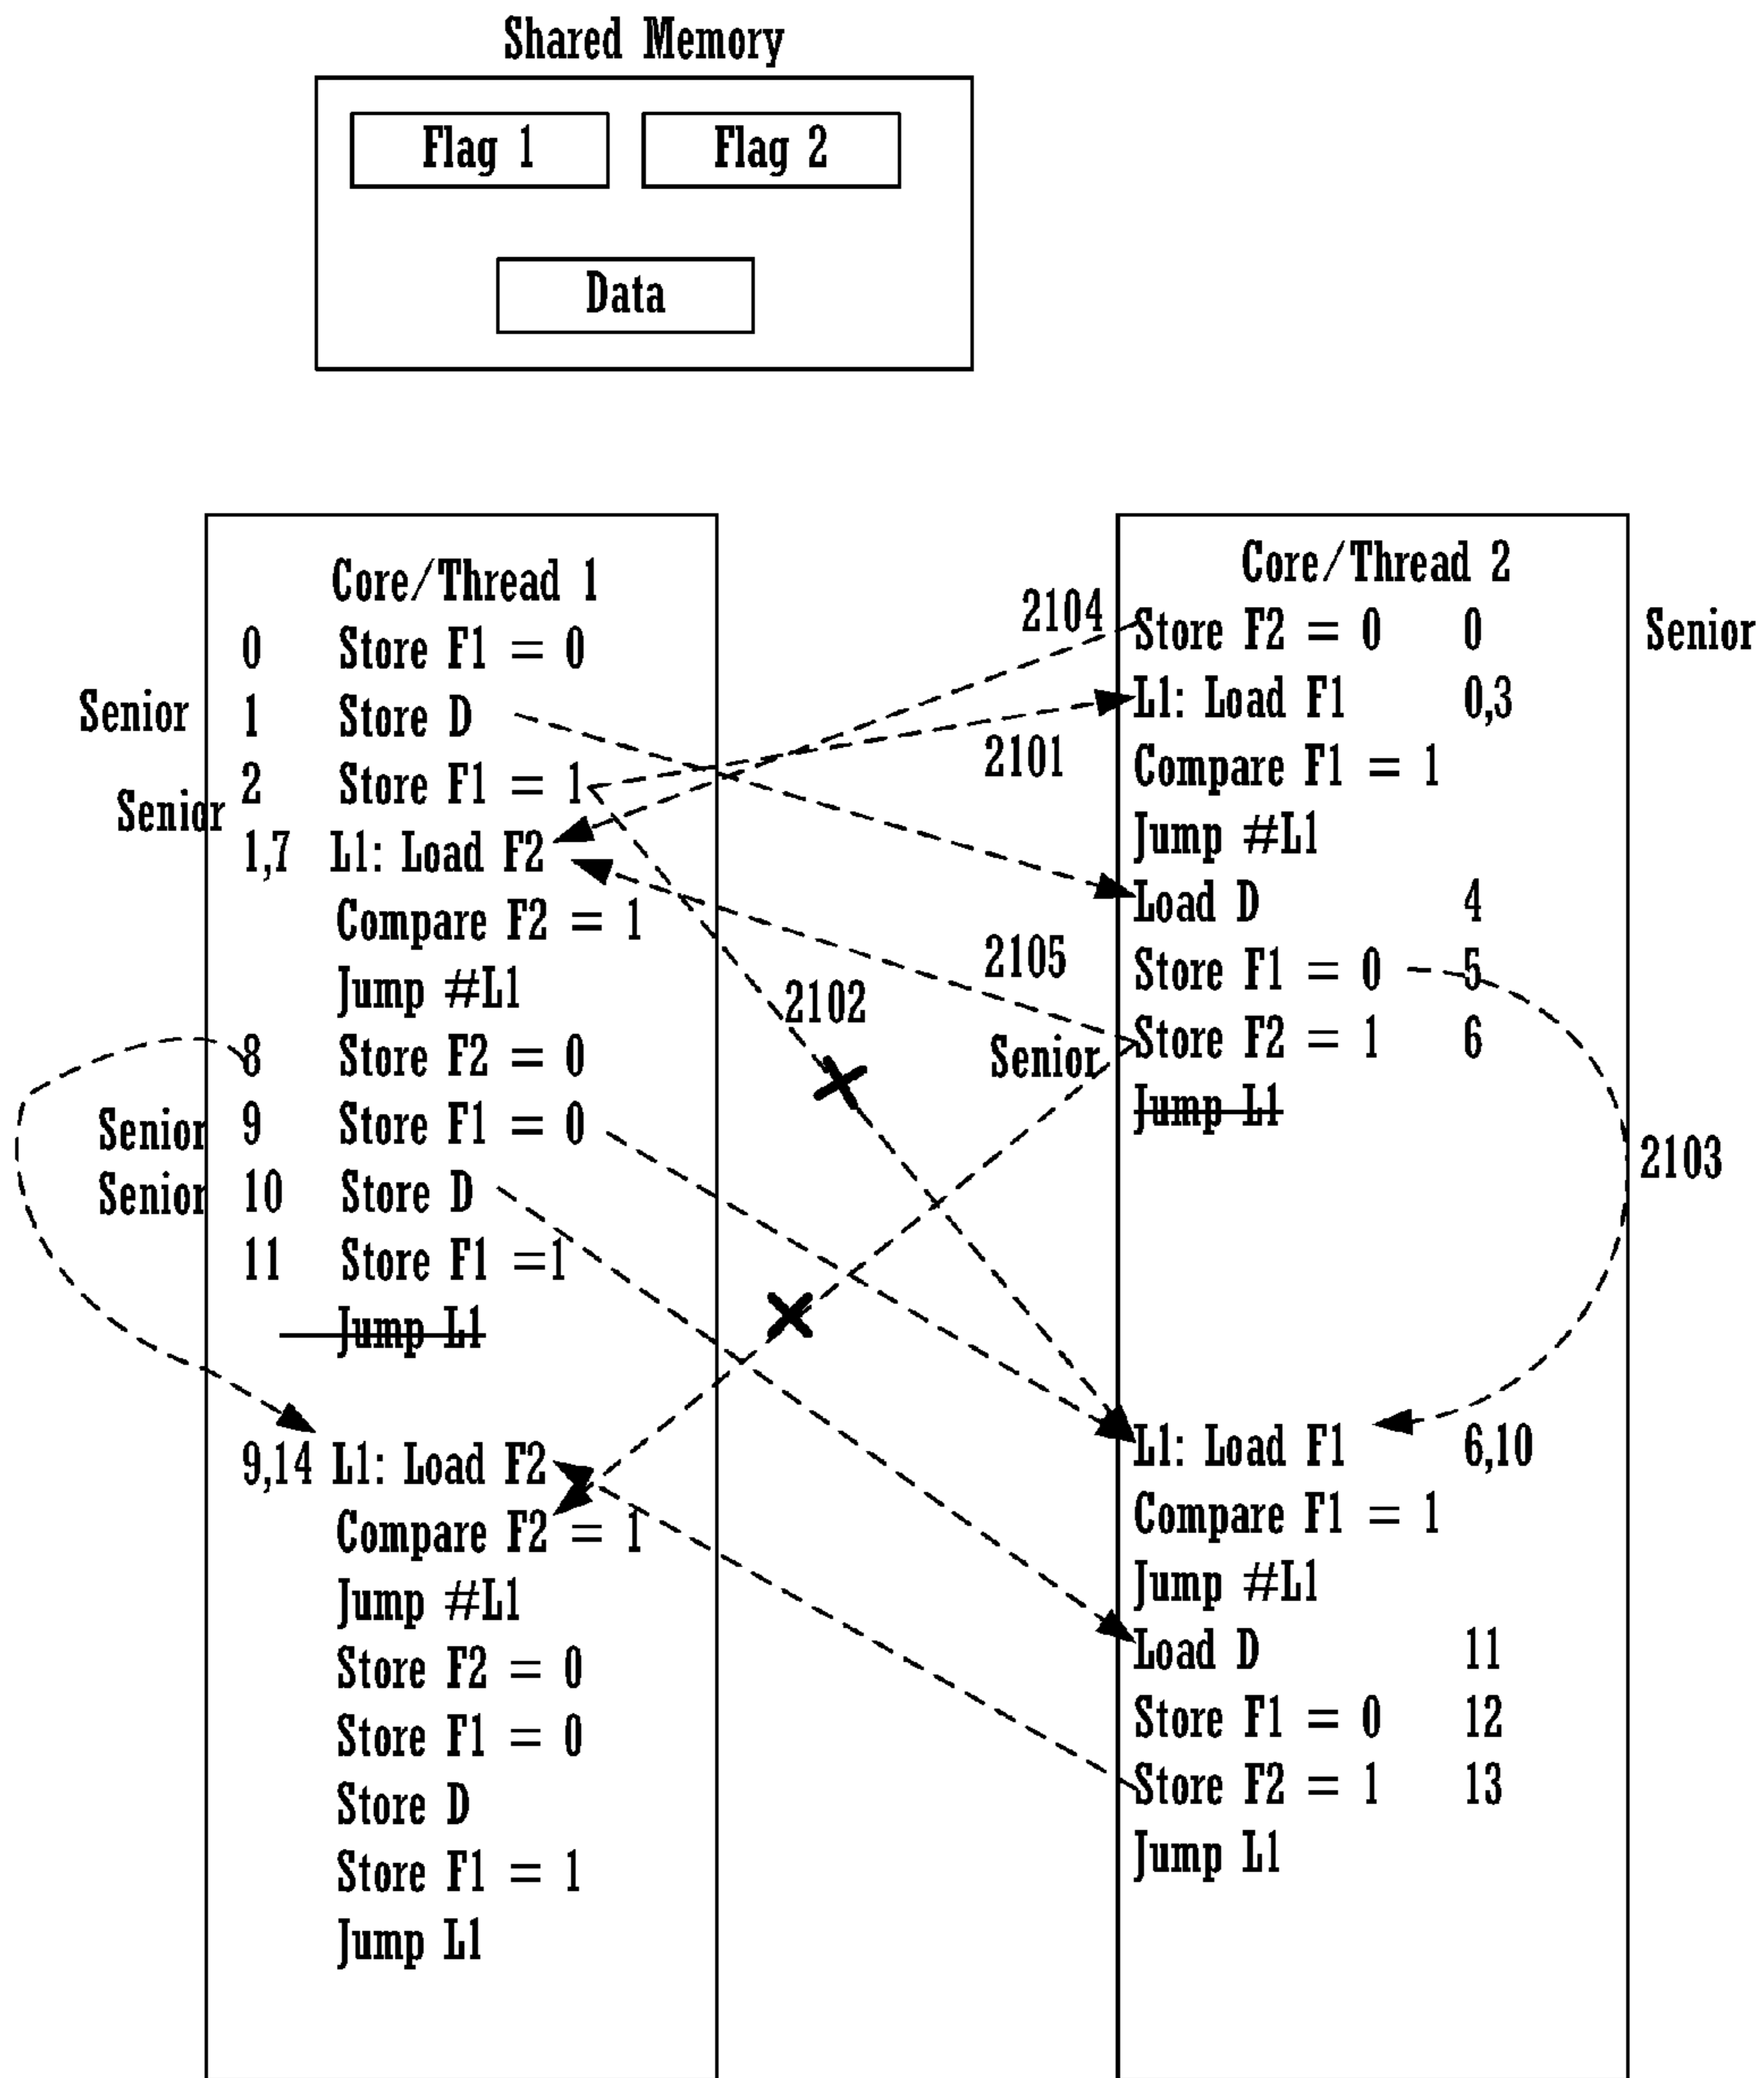 Shared Memory
Flag 1 Flag 2
Data
Core/Thread 1
0 Store F1 = 0
Senior 1 Store D
2 Store F1 = 1
Senior
1,7 L1: Load F2
Compare F2 = 1
Jump #L1
8 Store F2 = 0
Senior 9 Store F1 = 0
Senior 10 Store D
11 Store F1 =1
Jump L1
9,14 L1: Load F2
Compare F2 = 1
Jump #L1
Store F2 = 0
Store F1 = 0
Store D
Store F1 = 1
Jump L1
2104
2101
2105
2102
Core/Thread 2
Store F2 = 0 0 Senior
L1: Load F1 0,3
Compare F1 = 1
Jump #L1
Load D 4
Store F1 = 0 5
Senior Store F2 = 1 6
Jump L1
2103
L1: Load F1 6,10
Compare F1 = 1
Jump #L1
Load D 11
Store F1 = 0 12
Store F2 = 1 13
Jump L1